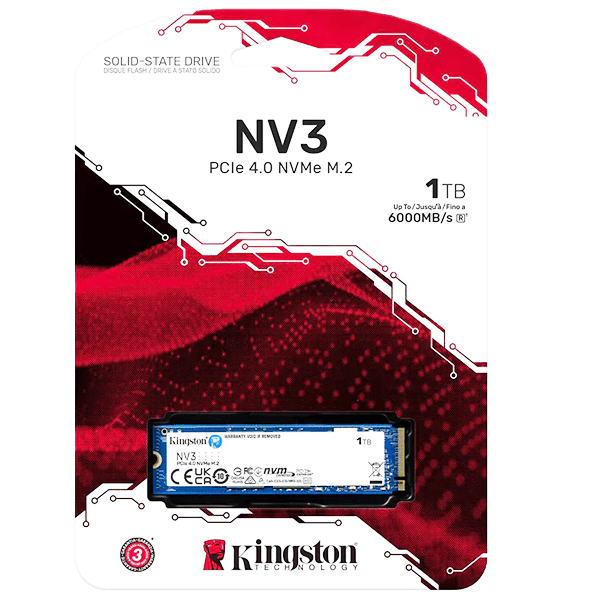 SOLID-STATE DRIVE
DISQUE FLASH / DRIVE A STATO SOLIDO
NV3
PCIe 4.0 NVMe M.2
1TB
Up To / Jusqu'à / Fino a
6000MB/s [R]
Kingston
WARRANTY VOID IF REMOVED
1TB
NV3
PCIe 4.0 NVMe M.2
UK
CA
10
nvm
3
Kingston
TECHNOLOGY